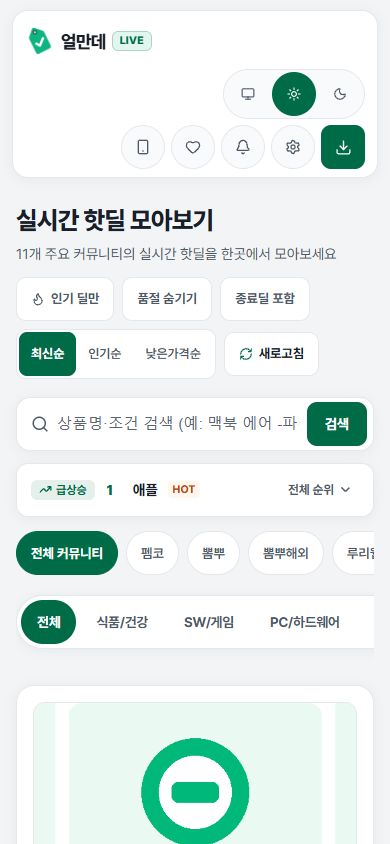 얼만데 LIVE
실시간 핫딜 모아보기
11개 주요 커뮤니티의 실시간 핫딜을 한곳에서 모아보세요
인기 딜만 품절 숨기기 종료딜 포함
최신순 인기순 낮은가격순 새로고침
상품명·조건 검색 (예: 맥북 에어 -파 검색
급상승 1 애플 HOT 전체 순위
전체 커뮤니티 펨코 뽐뿌 뽐뿌해외
전체 식품/건강 SW/게임 PC/하드웨어